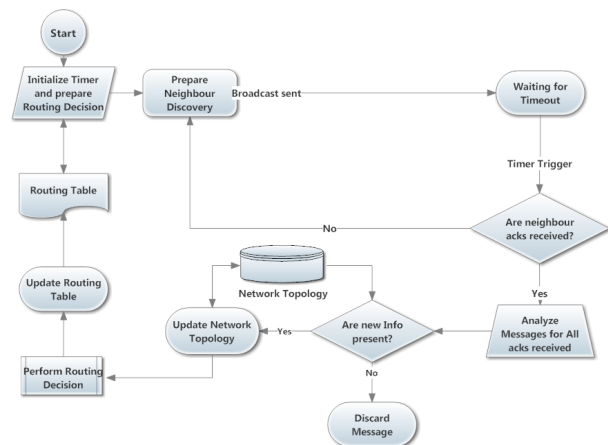 Start
Initialize Timer
and prepare
Routing Decision
Prepare
Neighbour
Discovery
Broadcast sent
Waiting for
Timeout
Timer Trigger
Routing Table
Are neighbour
acks received?
No
Yes
Update Routing
Table
Network Topology
Update Network
Topology
Yes
Are new Info
present?
Analyze
Messages for All
acks received
Perform Routing
Decision
No
Discard
Message